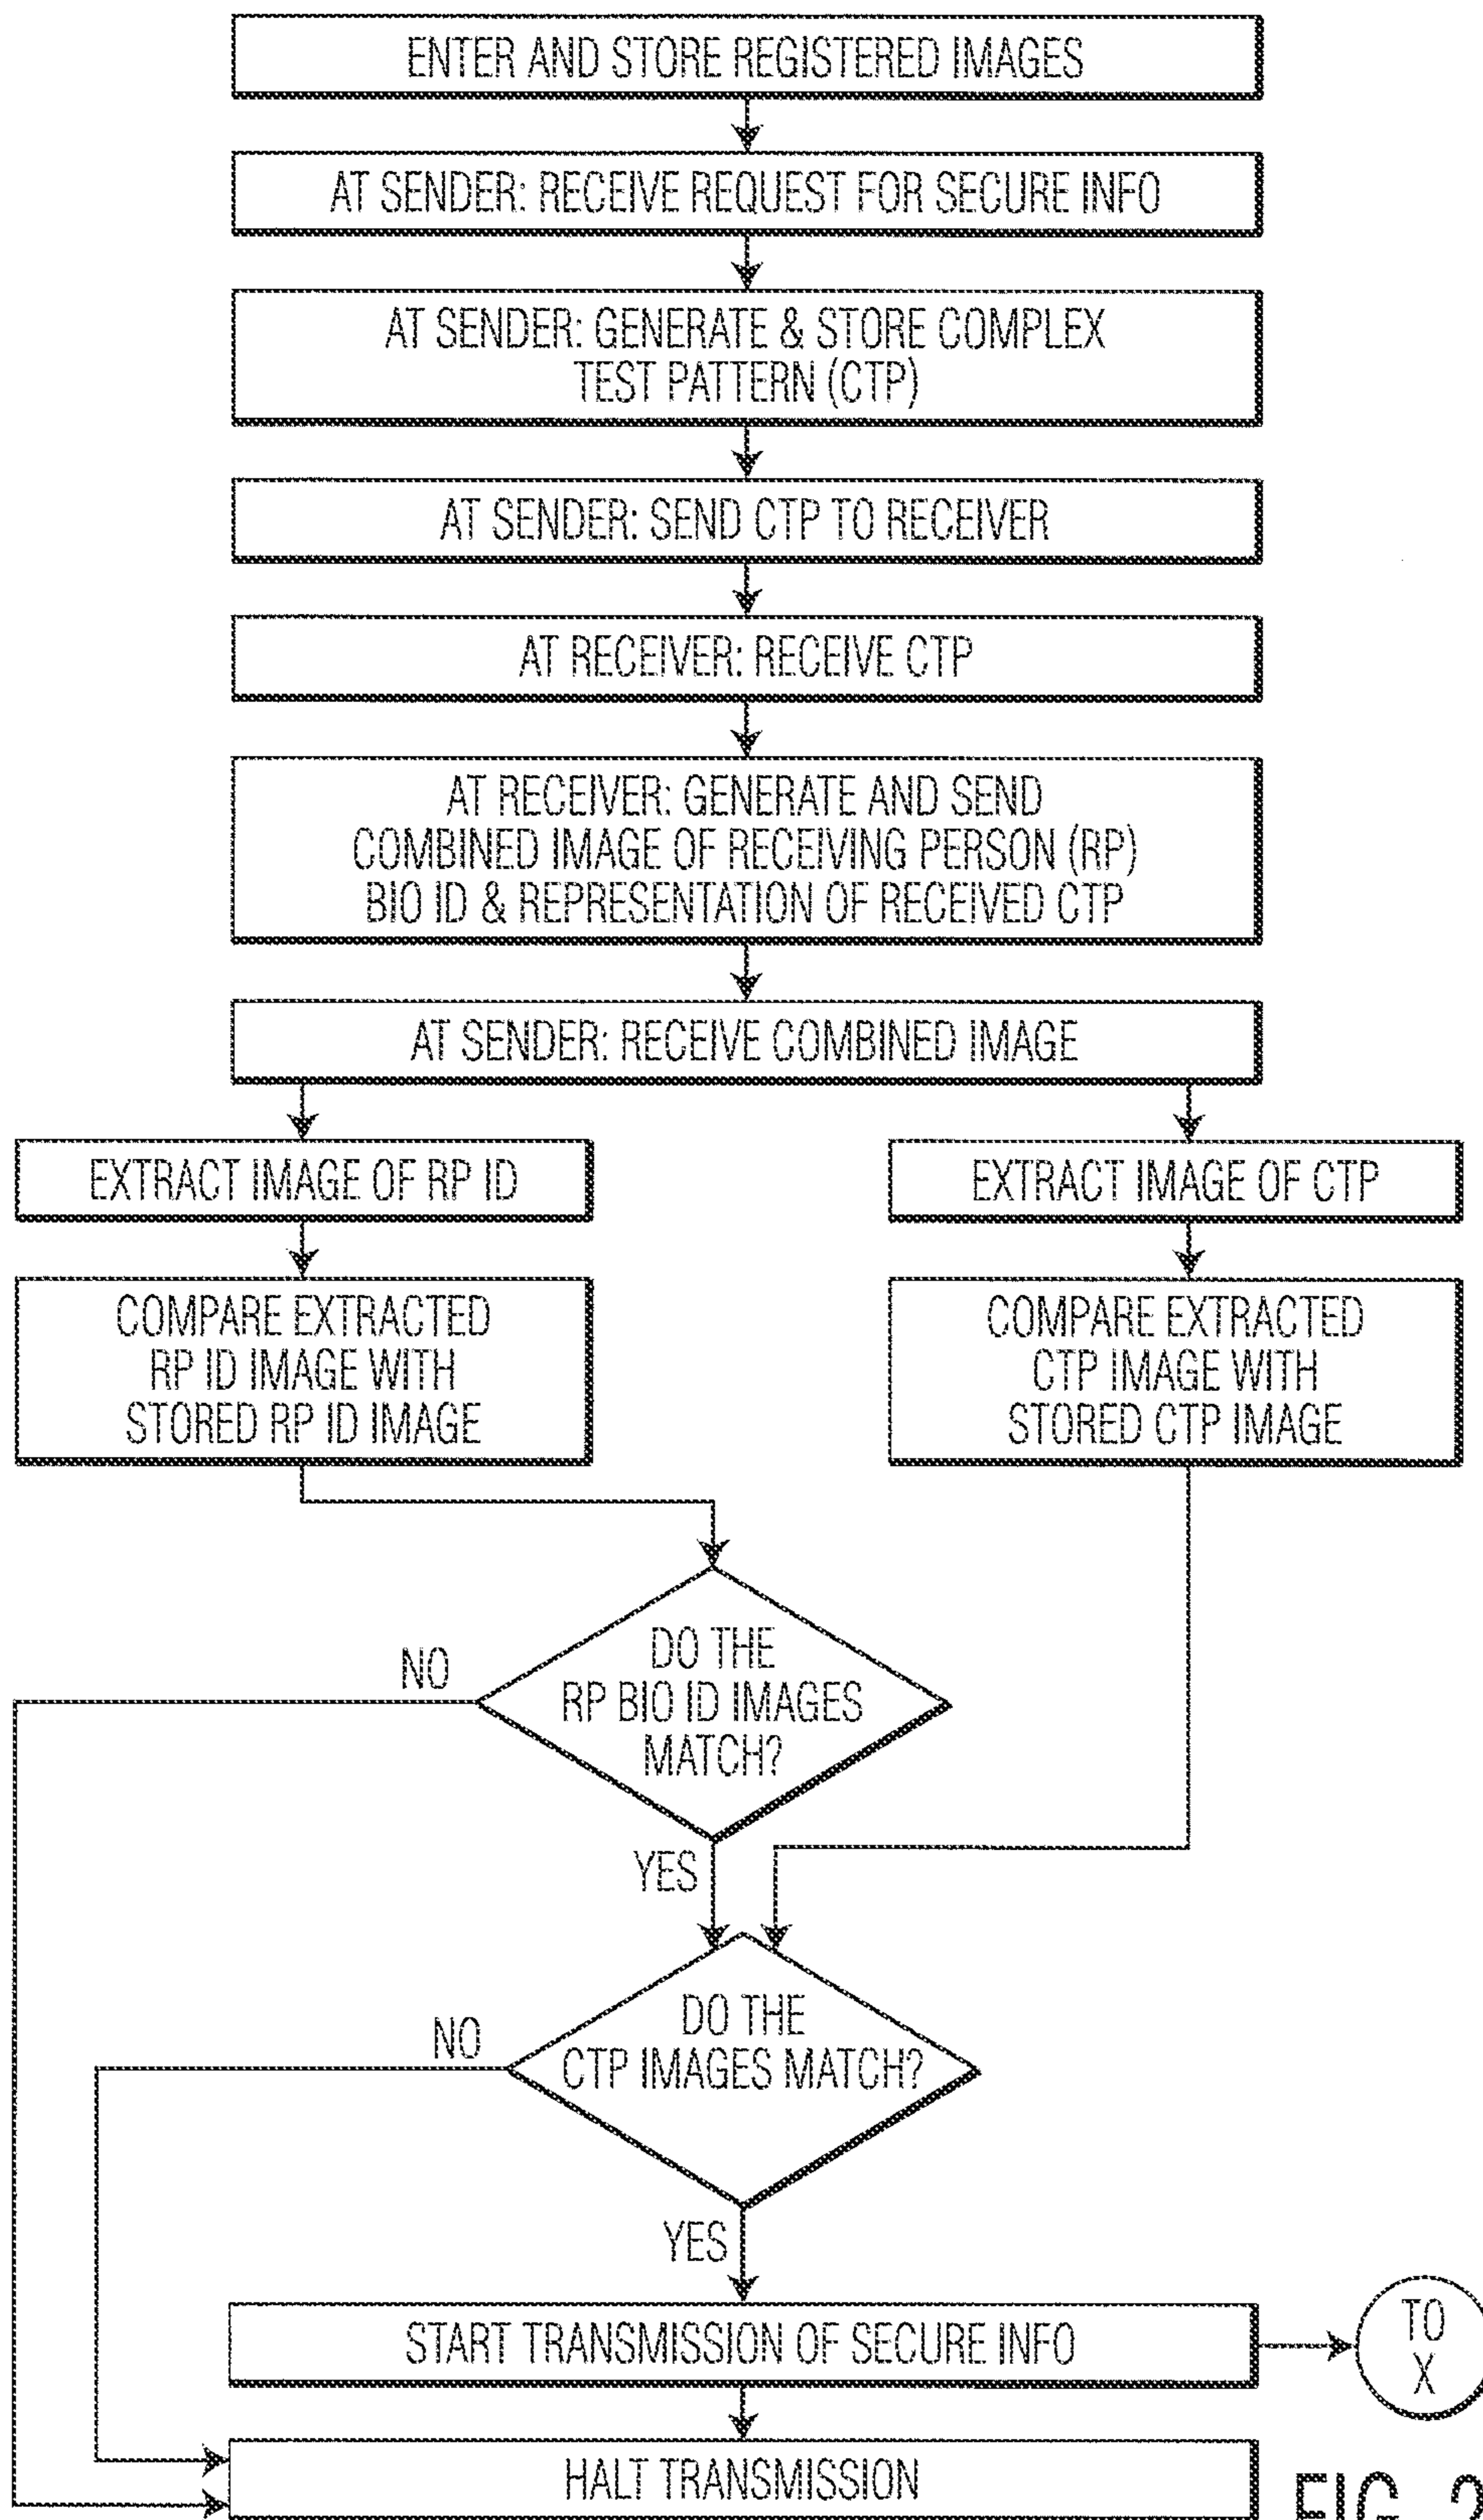 ENTER AND STORE REGISTERED IMAGES
AT SENDER: RECEIVE REQUEST FOR SECURE INFO
AT SENDER: GENERATE & STORE COMPLEX
TEST PATTERN (CTP)
AT SENDER: SEND CTP TO RECEIVER
AT RECEIVER: RECEIVE CTP
AT RECEIVER: GENERATE AND SEND
COMBINED IMAGE OF RECEIVING PERSON (RP)
BIO ID & REPRESENTATION OF RECEIVED CTP
AT SENDER: RECEIVE COMBINED IMAGE
EXTRACT IMAGE OF RP ID
EXTRACT IMAGE OF CTP
COMPARE EXTRACTED
RP ID IMAGE WITH
STORED RP ID IMAGE
COMPARE EXTRACTED
CTP IMAGE WITH
STORED CTP IMAGE
NO
DO THE
RP BIO ID IMAGES
MATCH?
YES
NO
DO THE
CTP IMAGES MATCH?
YES
START TRANSMISSION OF SECURE INFO
TO
X
HALT TRANSMISSION
FIG.